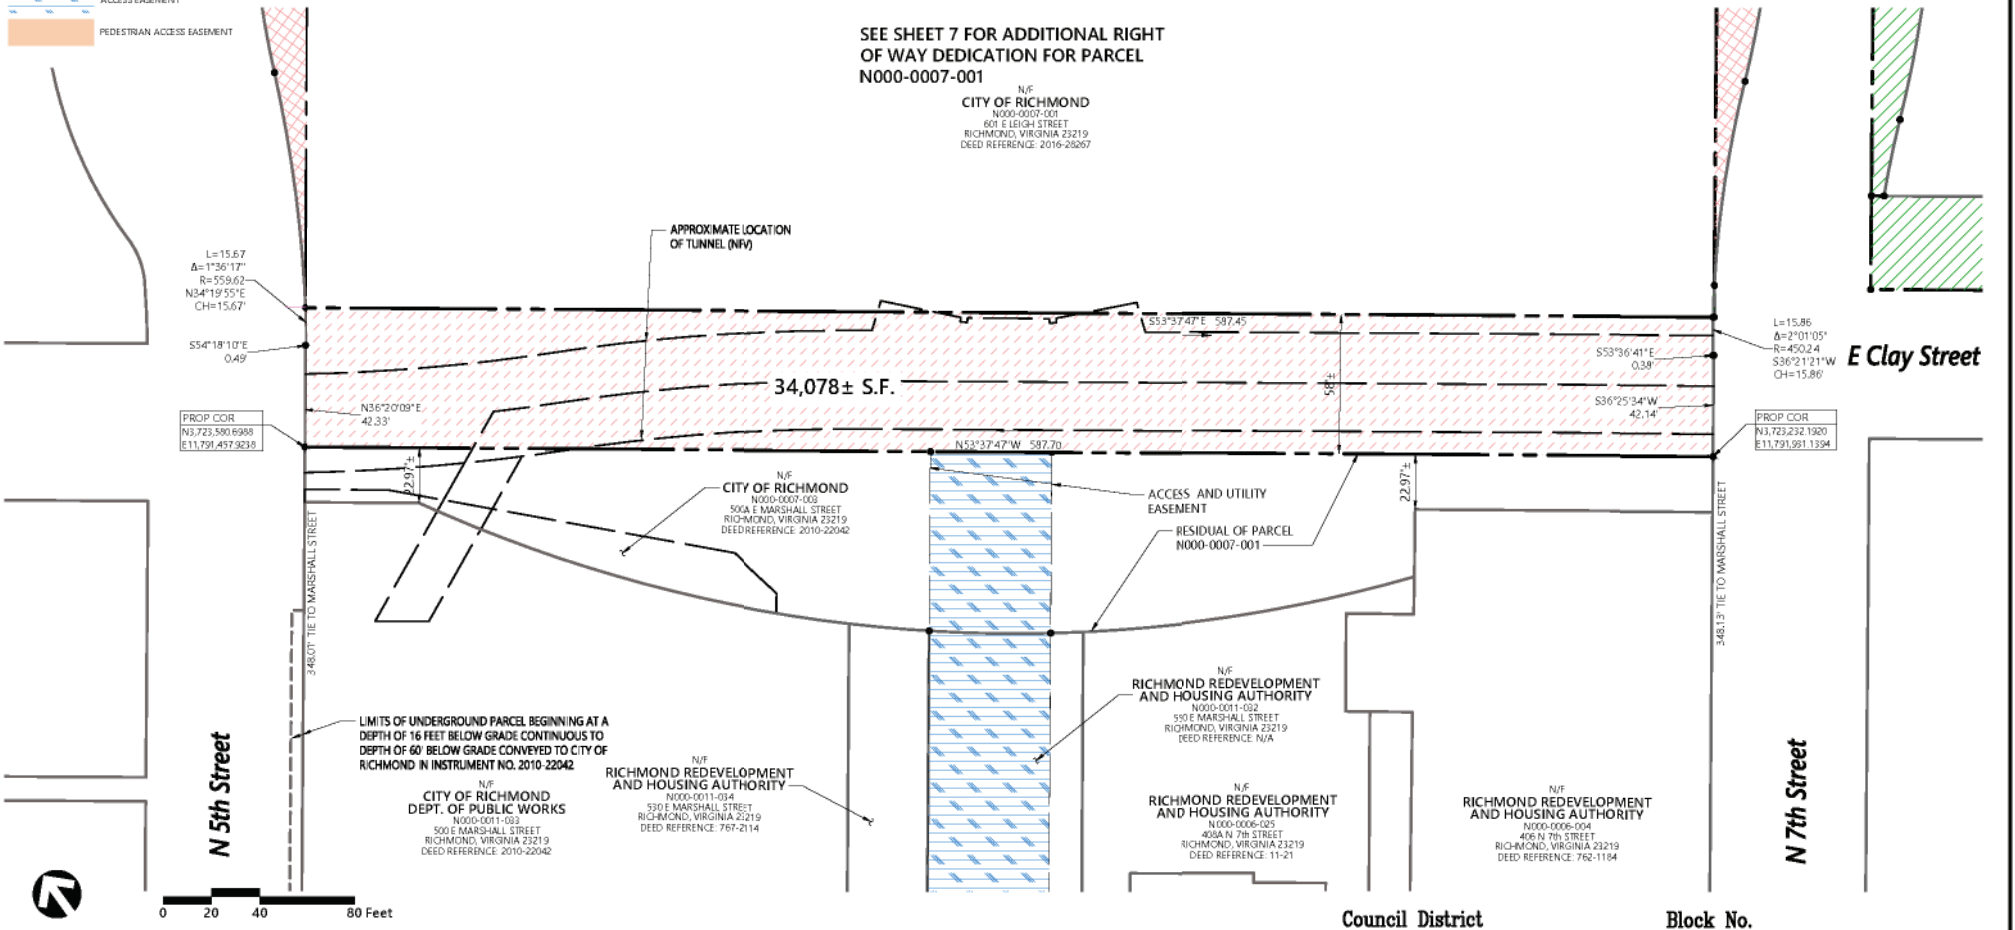 ACCESS EASEMENT
PEDESTRIAN ACCESS EASEMENT
SEE SHEET 7 FOR ADDITIONAL RIGHT
OF WAY DEDICATION FOR PARCEL
N000-0007-001
N/F
CITY OF RICHMOND
N000-0007-001
601 E LEIGH STREET
RICHMOND, VIRGINIA 23219
DEED REFERENCE: 2016-28267
APPROXIMATE LOCATION
OF TUNNEL (NFV)
L=15.67
Δ=1°36'17"
R=559.62
N34°19'55"E
CH=15.67'
S54°18'10"E
0.49'
N36°20'09"E
42.33'
PROP COR
N3,723,580.6988
E11,791,457.9238
34,078± S.F.
S53°37'47"E 587.45
58'±
S53°36'41"E
0.38'
S36°25'34"W
42.14'
L=15.86
Δ=2°01'05"
R=450.24
S36°21'21"W
CH=15.86'
E Clay Street
PROP COR
N3,723,232.1920
E11,791,931.1394
N53°37'47"W 587.70
22.97'±
22.97'±
N/F
CITY OF RICHMOND
N000-0007-003
500A E MARSHALL STREET
RICHMOND, VIRGINIA 23219
DEED REFERENCE: 2010-22042
ACCESS AND UTILITY
EASEMENT
RESIDUAL OF PARCEL
N000-0007-001
348.01' TIE TO MARSHALL STREET
348.13' TIE TO MARSHALL STREET
LIMITS OF UNDERGROUND PARCEL BEGINNING AT A
DEPTH OF 16 FEET BELOW GRADE CONTINUOUS TO
DEPTH OF 60' BELOW GRADE CONVEYED TO CITY OF
RICHMOND IN INSTRUMENT NO. 2010-22042
N/F
CITY OF RICHMOND
DEPT. OF PUBLIC WORKS
N000-0011-033
500 E MARSHALL STREET
RICHMOND, VIRGINIA 23219
DEED REFERENCE: 2010-22042
N/F
RICHMOND REDEVELOPMENT
AND HOUSING AUTHORITY
N000-0011-034
530 E MARSHALL STREET
RICHMOND, VIRGINIA 23219
DEED REFERENCE: 767-2114
N/F
RICHMOND REDEVELOPMENT
AND HOUSING AUTHORITY
N000-0011-032
550 E MARSHALL STREET
RICHMOND, VIRGINIA 23219
DEED REFERENCE: N/A
N/F
RICHMOND REDEVELOPMENT
AND HOUSING AUTHORITY
N000-0006-025
408A N 7th STREET
RICHMOND, VIRGINIA 23219
DEED REFERENCE: 11-21
N/F
RICHMOND REDEVELOPMENT
AND HOUSING AUTHORITY
N000-0006-004
406 N 7th STREET
RICHMOND, VIRGINIA 23219
DEED REFERENCE: 762-1184
N 5th Street
N 7th Street
0 20 40 80 Feet
Council District
Block No.